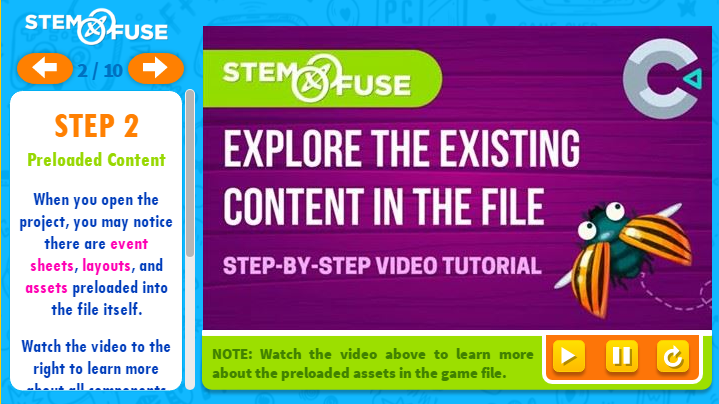 STEM FUSE
2 / 10
STEP 2
Preloaded Content
When you open the
project, you may notice
there are event
sheets, layouts, and
assets preloaded into
the file itself.
Watch the video to the
right to learn more
about all components
STEM FUSE
EXPLORE THE EXISTING
CONTENT IN THE FILE
STEP-BY-STEP VIDEO TUTORIAL
NOTE: Watch the video above to learn more
about the preloaded assets in the game file.